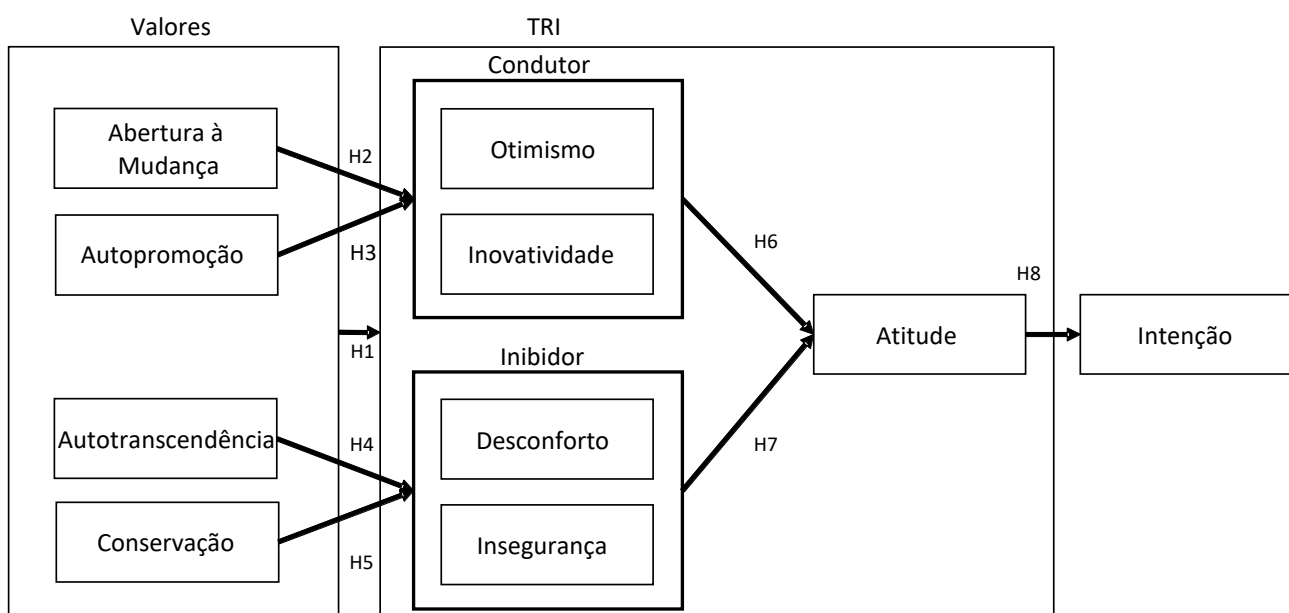 Valores
TRI
Condutor
Abertura à
Mudança
H2
Otimismo
Autopromoção
H3
Inovatividade
H6
H1
H8
Atitude
Intenção
Inibidor
Autotranscendência
H4
Desconforto
H7
Conservação
H5
Insegurança